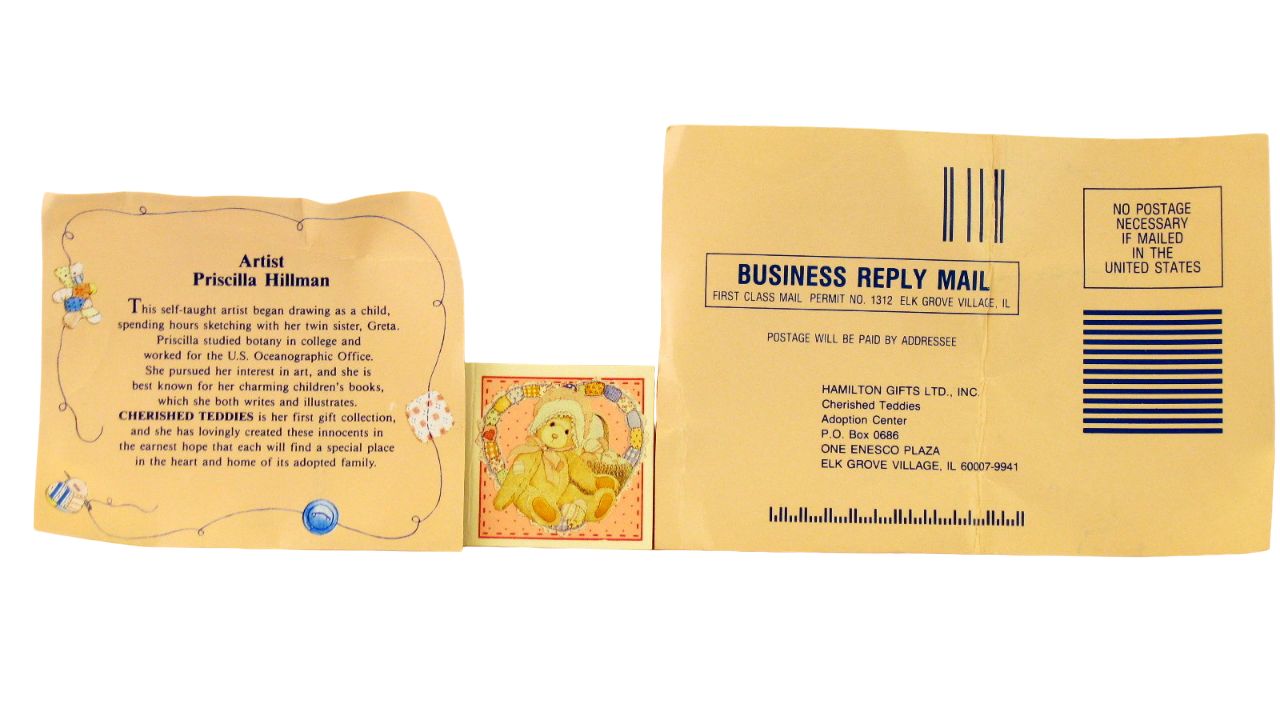 Artist
Priscilla Hillman
This self-taught artist began drawing as a child,
spending hours sketching with her twin sister, Greta.
Priscilla studied botany in college and
worked for the U.S. Oceanographic Office.
She pursued her interest in art, and she is
best known for her charming children's books,
which she both writes and illustrates.
CHERISHED TEDDIES is her first gift collection,
and she has lovingly created these innocents in
the earnest hope that each will find a special place
in the heart and home of its adopted family.
NO POSTAGE
NECESSARY
IF MAILED
IN THE
UNITED STATES
BUSINESS REPLY MAIL
FIRST CLASS MAIL PERMIT NO. 1312 ELK GROVE VILLAGE, IL
POSTAGE WILL BE PAID BY ADDRESSEE
HAMILTON GIFTS LTD., INC.
Cherished Teddies
Adoption Center
P.O. Box 0686
ONE ENESCO PLAZA
ELK GROVE VILLAGE, IL 60007-9941